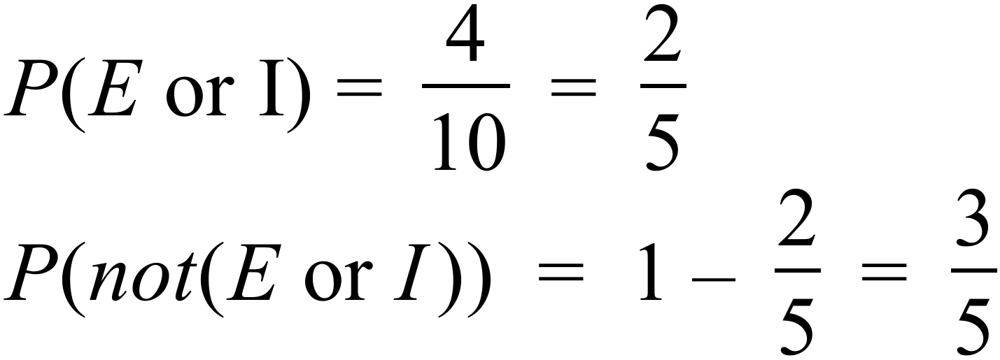 P(E or I) = 4/10 = 2/5
P(not(E or I)) = 1 – 2/5 = 3/5